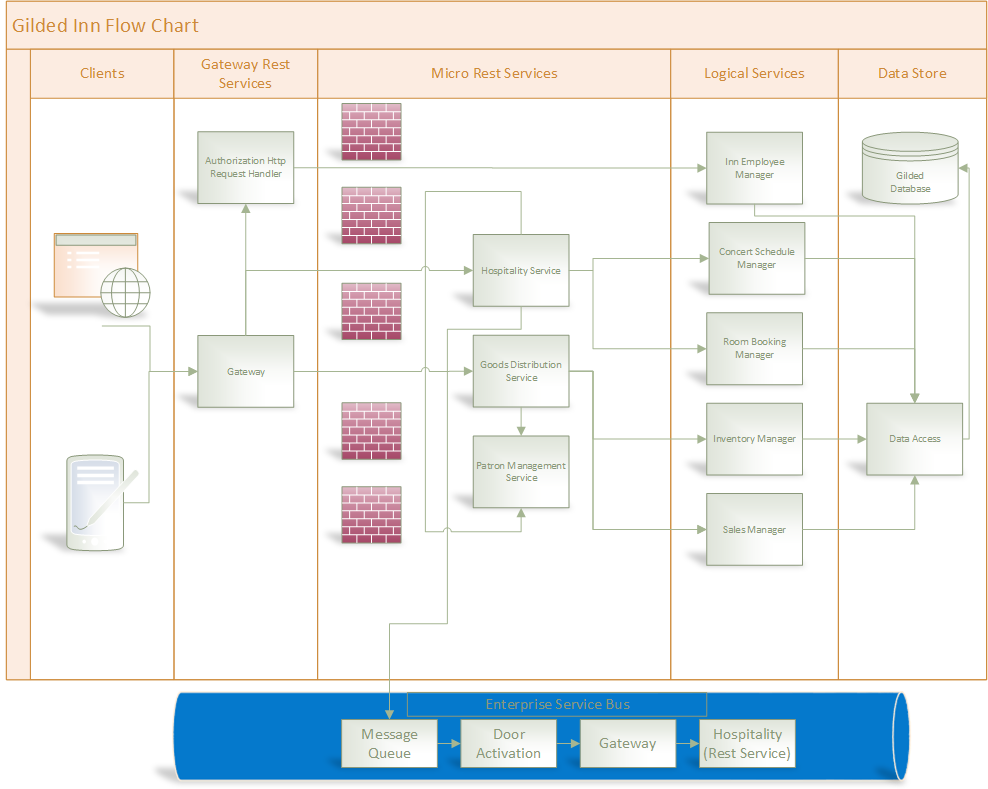 Gilded Inn Flow Chart
Clients
Gateway Rest
Services
Micro Rest Services
Logical Services
Data Store
Authorization Http
Request Handler
Inn Employee
Manager
Gilded
Database
Hospitality Service
Concert Schedule
Manager
Gateway
Goods Distribution
Service
Room Booking
Manager
Patron Management
Service
Inventory Manager
Data Access
Sales Manager
Enterprise Service Bus
Message
Queue
Door
Activation
Gateway
Hospitality
(Rest Service)